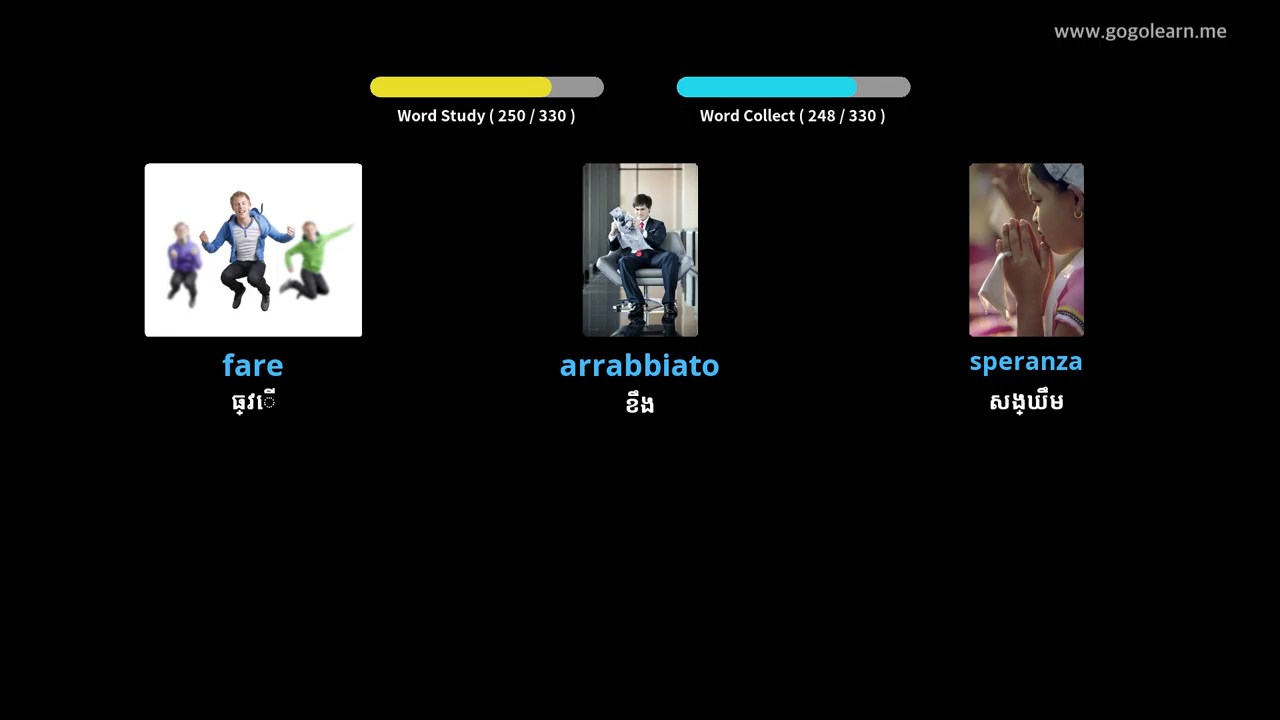 www.gogolearn.me
Word Study ( 250 / 330 )
Word Collect ( 248 / 330 )
fare
arrabbiato
speranza
ធ្វើ
ខឹង
សង្ឃឹម